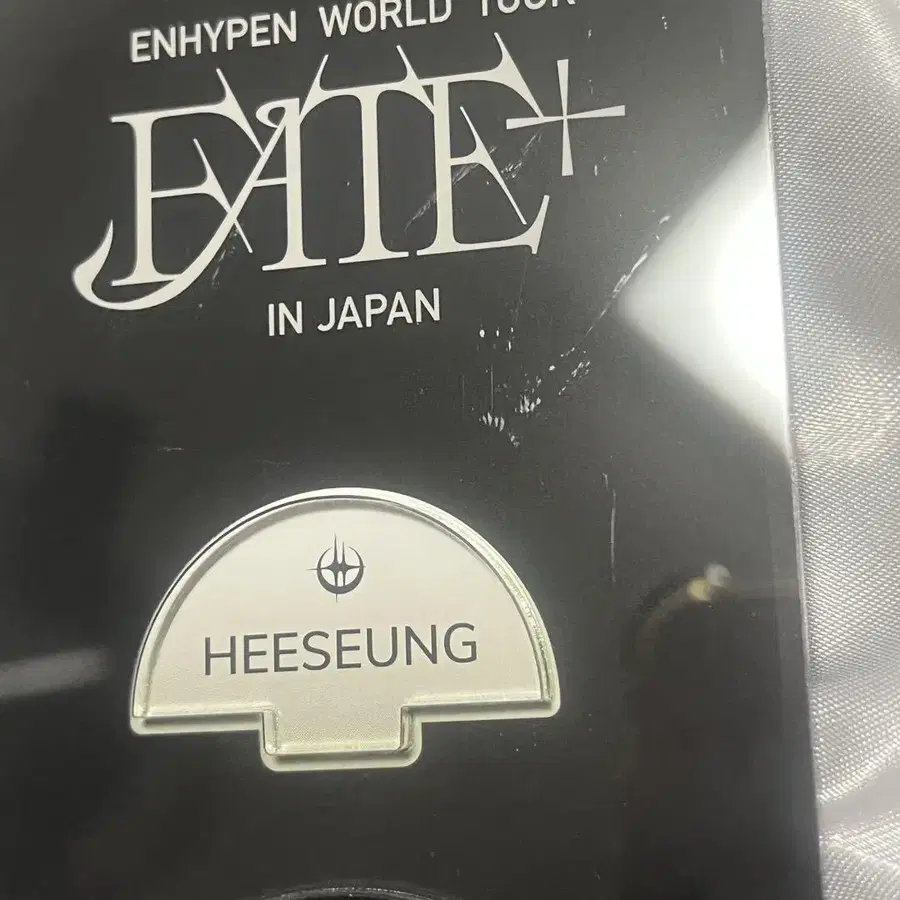 ENHYPEN WORLD TOUR
FATE+
IN JAPAN
HEESEUNG